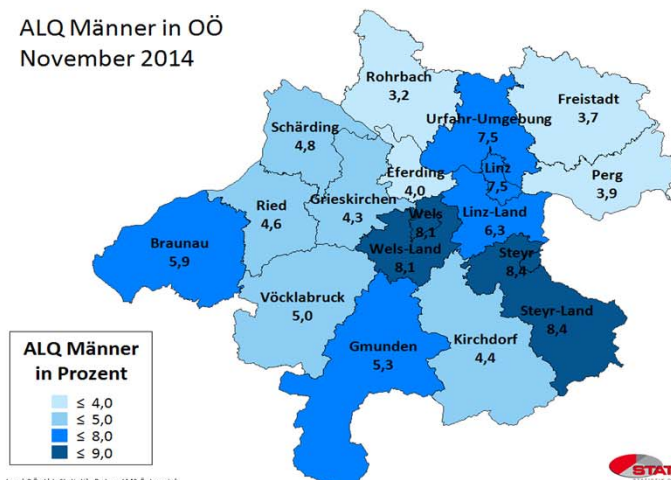 ALQ Männer in OÖ
November 2014
Rohrbach
3,2
Freistadt
3,7
Urfahr-Umgebung
7,5
Schärding
4,8
Linz
7,5
Eferding
4,0
Perg
3,9
Ried
4,6
Grieskirchen
4,3
Wels
8,1
Linz-Land
6,3
Braunau
5,9
Wels-Land
8,1
Steyr
8,4
Vöcklabruck
5,0
Steyr-Land
8,4
Gmunden
5,3
Kirchdorf
4,4
ALQ Männer
in Prozent
≤ 4,0
≤ 5,0
≤ 8,0
≤ 9,0
STAT